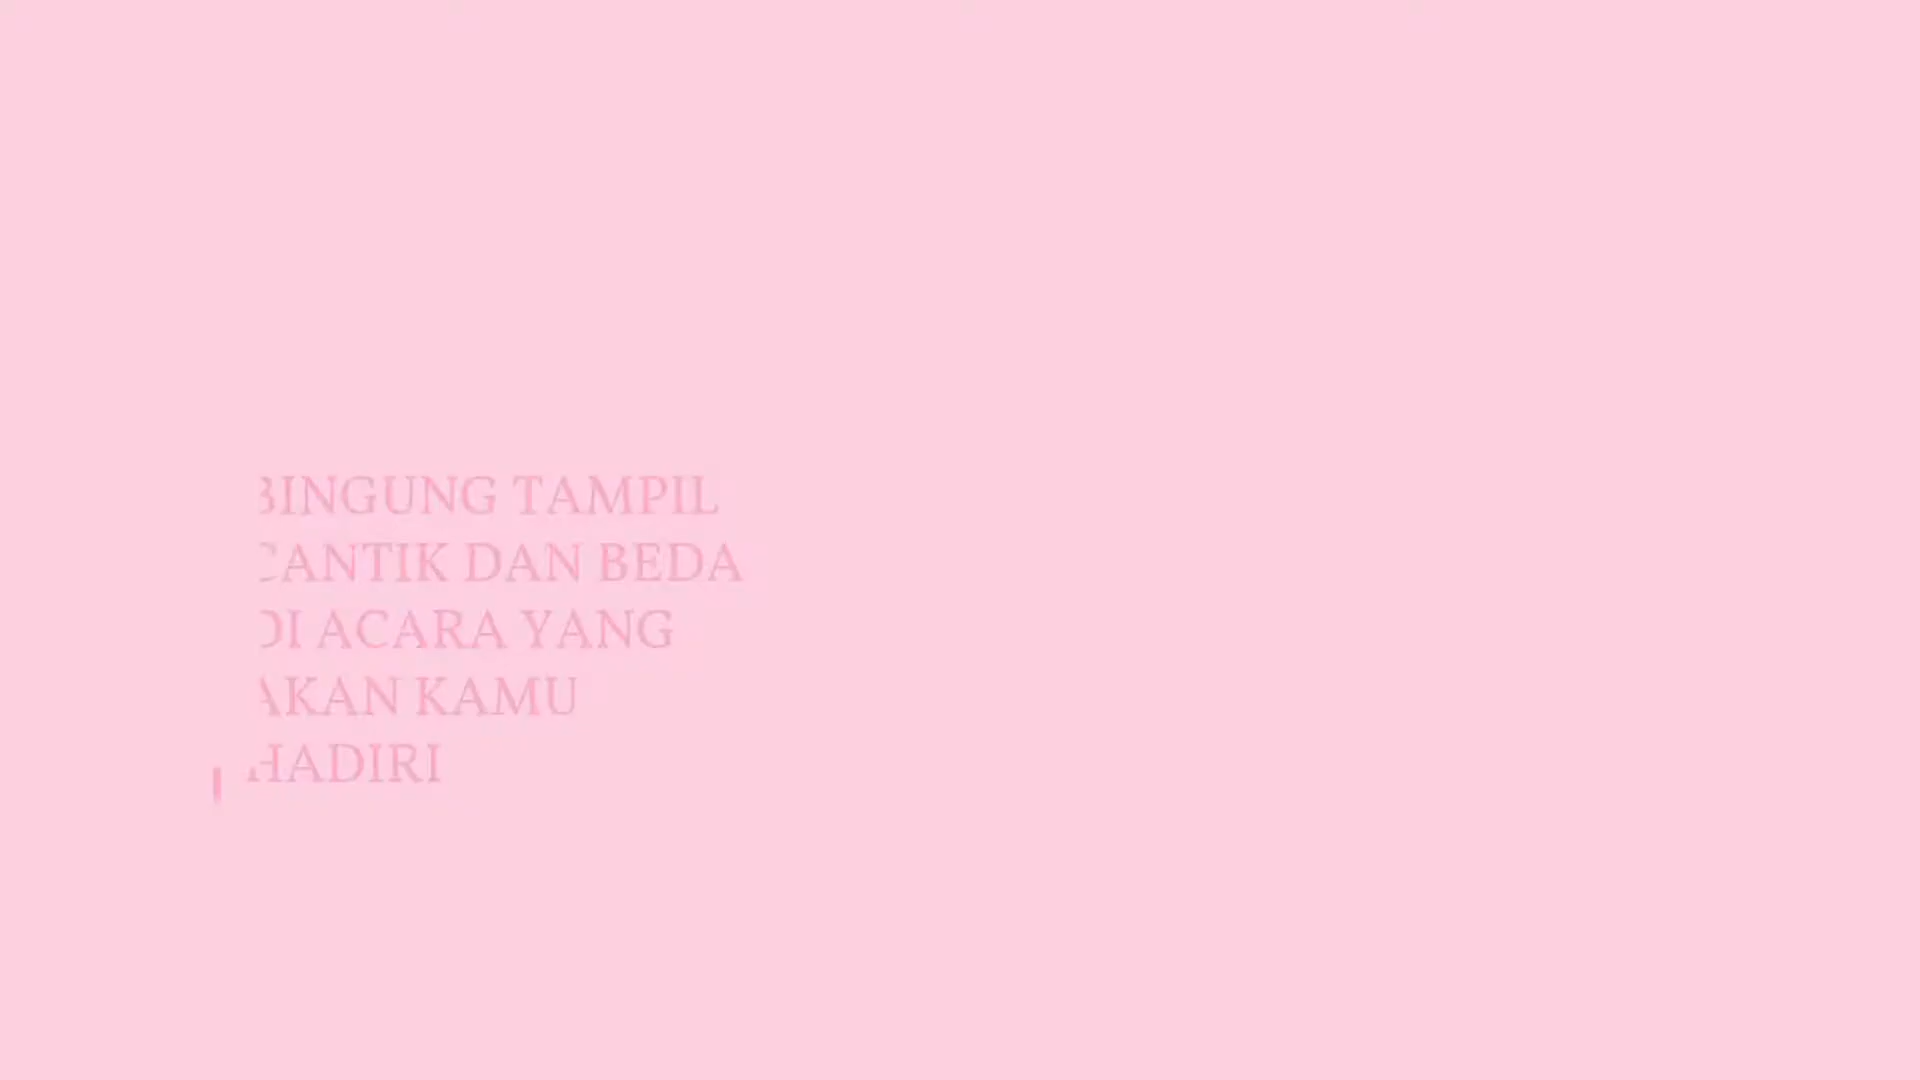 BINGUNG TAMPIL
CANTIK DAN BEDA
DI ACARA YANG
AKAN KAMU
HADIRI